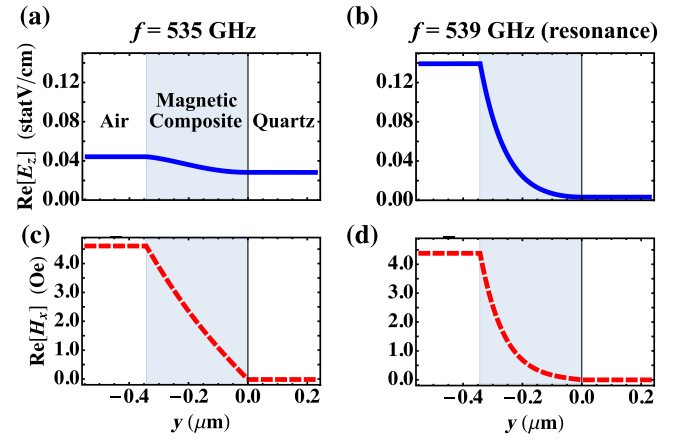 (a) f = 535 GHz
(b) f = 539 GHz (resonance)
Re[E_z] (statV/cm)
0.12
0.08
0.04
0.00
Air
Magnetic
Composite
Quartz
0.12
0.08
0.04
0.00
(c)
(d)
Re[H_x] (Oe)
4.0
3.0
2.0
1.0
0.0
−0.4 −0.2 0.0 0.2
y (μm)
4.0
3.0
2.0
1.0
0.0
−0.4 −0.2 0.0 0.2
y (μm)